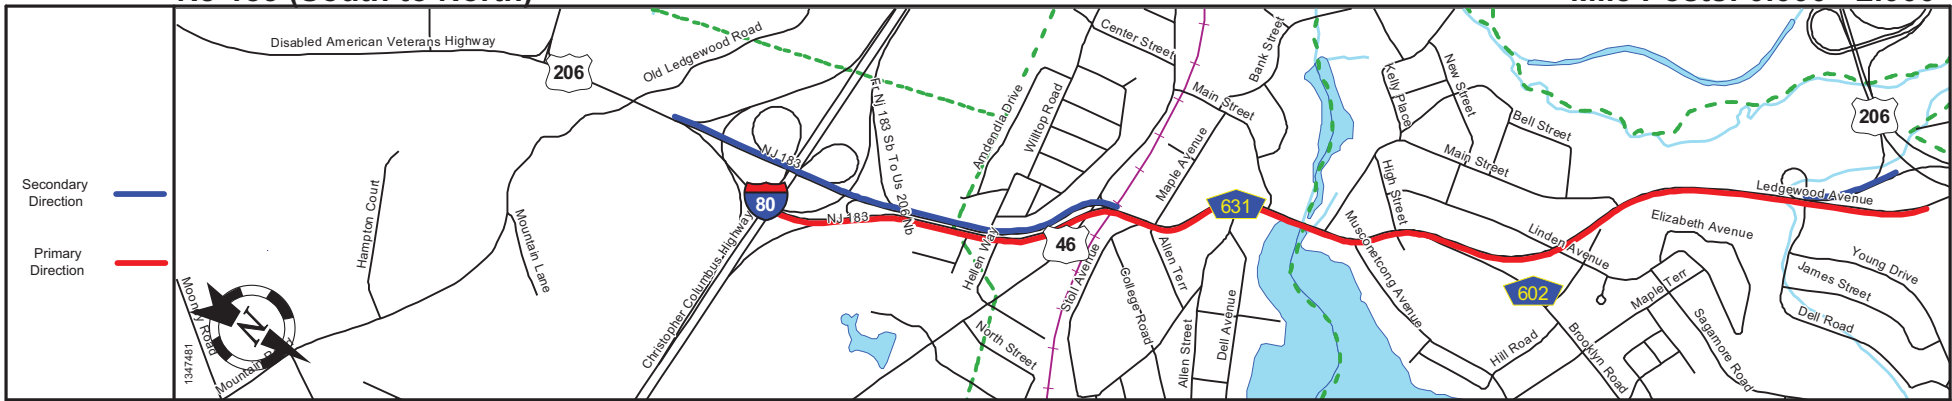 Secondary
Direction
Primary
Direction
Disabled American Veterans Highway
206
Old Ledgewood Road
Fr Nj 183 Sb To Us 206 Nb
NJ 183
80
NJ 183
Christopher Columbus Highway
Hampton Court
Mountain Lane
Mooney Road
1347481
N
Amdendla Drive
Willtop Road
Center Street
Bank Street
Main Street
Maple Avenue
631
46
Hellen Way
Stoll Avenue
North Street
College Road
Allen Terr
Allen Street
Dell Avenue
Kelly Place
New Street
Bell Street
Main Street
High Street
Musconetcong Avenue
Linden Avenue
602
Hill Road
Brooklyn Road
Maple Terr
Sagamore Road
Elizabeth Avenue
Ledgewood Avenue
206
Young Drive
James Street
Dell Road